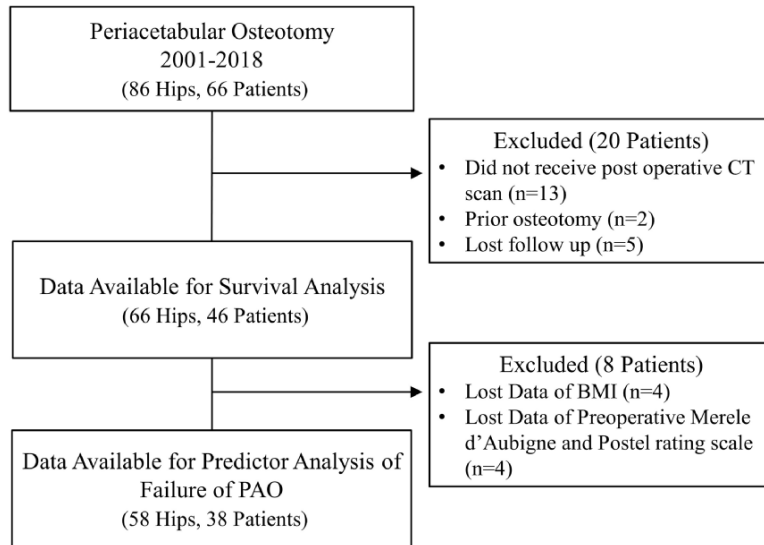 Periacetabular Osteotomy
2001-2018
(86 Hips, 66 Patients)
Excluded (20 Patients)
• Did not receive post operative CT
scan (n=13)
• Prior osteotomy (n=2)
• Lost follow up (n=5)
Data Available for Survival Analysis
(66 Hips, 46 Patients)
Excluded (8 Patients)
• Lost Data of BMI (n=4)
• Lost Data of Preoperative Merele
d’Aubigne and Postel rating scale
(n=4)
Data Available for Predictor Analysis of
Failure of PAO
(58 Hips, 38 Patients)